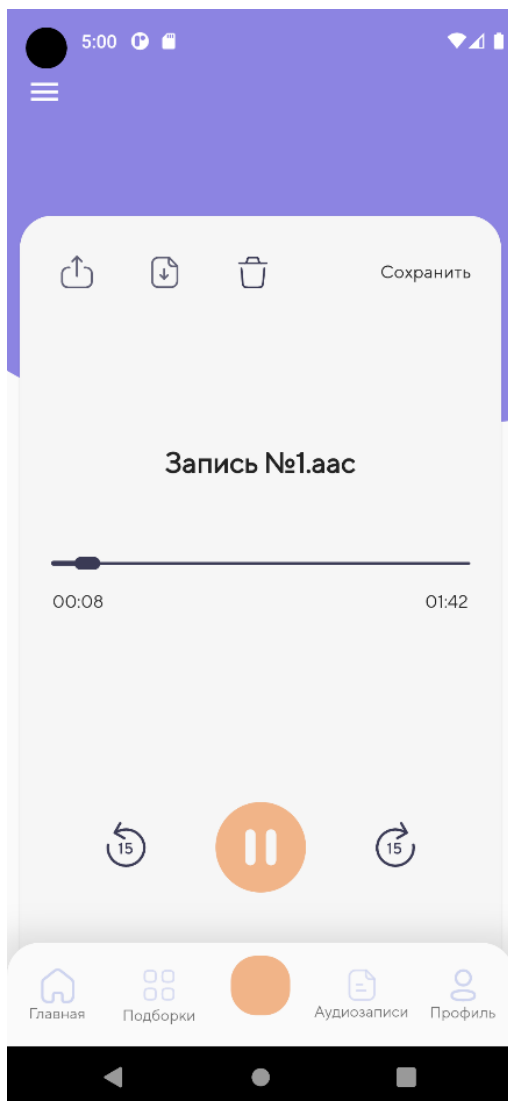 5:00
Сохранить
Запись №1.aac
00:08
01:42
15
15
Главная
Подборки
Аудиозаписи
Профиль